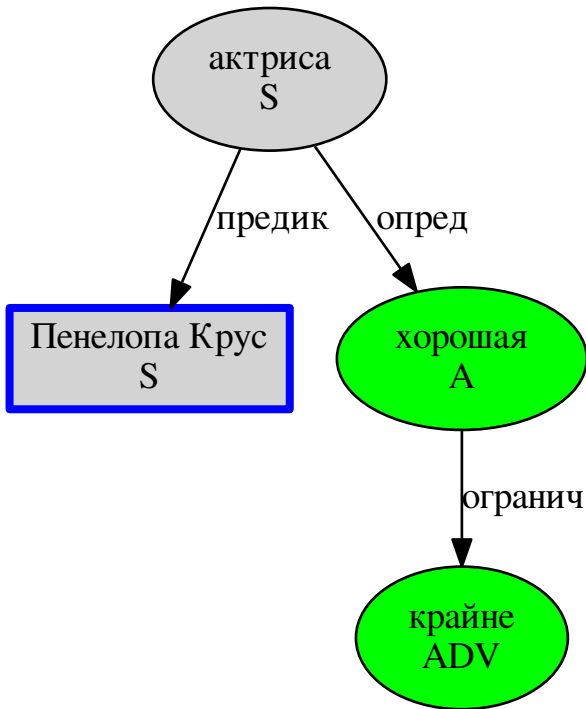 актриса
S
предик
опред
Пенелопа Крус
S
хорошая
A
огранич
крайне
ADV